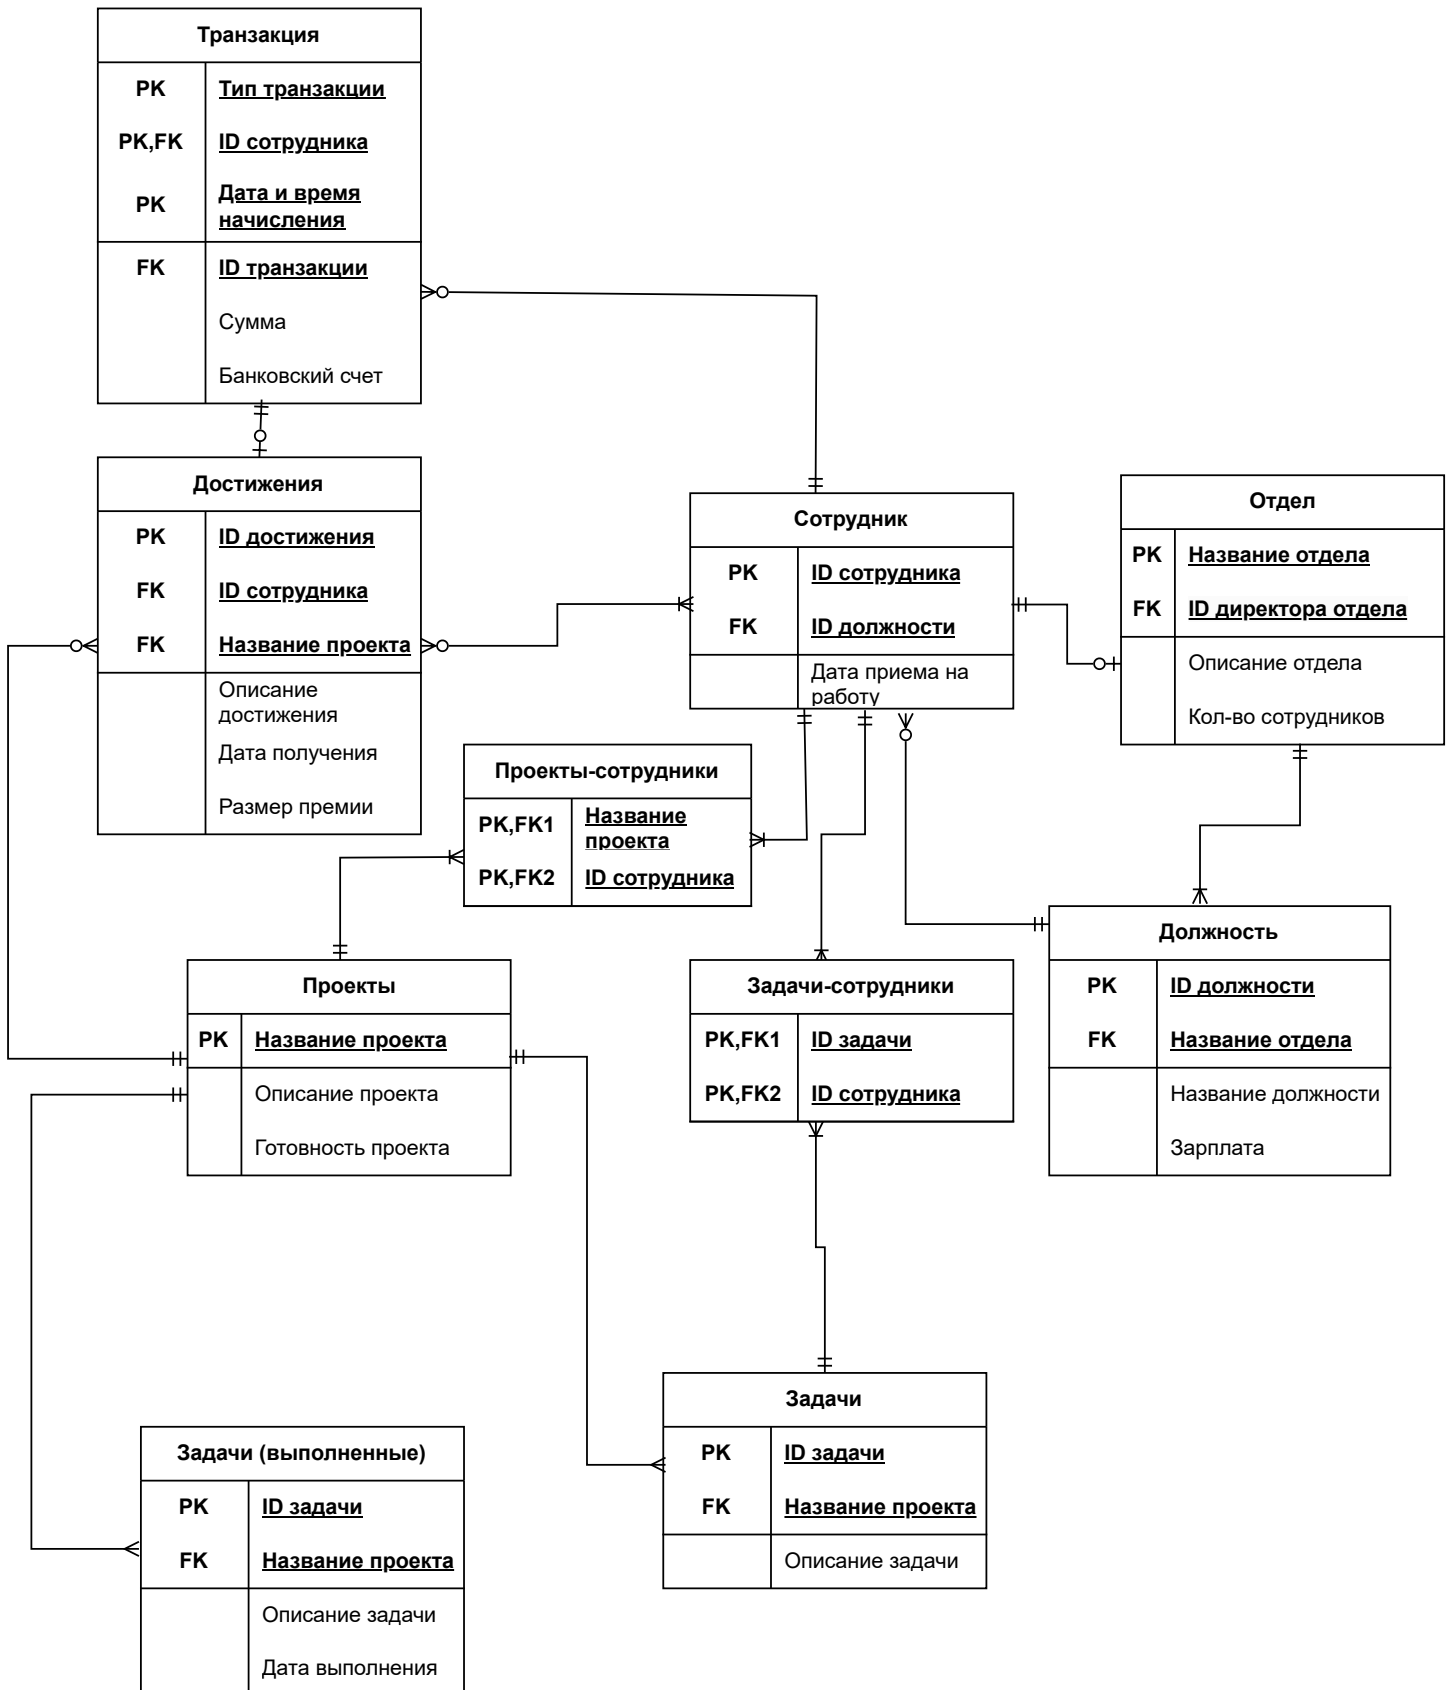 Транзакция
PK Тип транзакции
PK,FK ID сотрудника
PK Дата и время
начисления
FK ID транзакции
Сумма
Банковский счет
Достижения
PK ID достижения
FK ID сотрудника
FK Название проекта
Описание
достижения
Дата получения
Размер премии
Сотрудник
PK ID сотрудника
FK ID должности
Дата приема на
работу
Отдел
PK Название отдела
FK ID директора отдела
Описание отдела
Кол-во сотрудников
Проекты-сотрудники
PK,FK1 Название
проекта
PK,FK2 ID сотрудника
Проекты
PK Название проекта
Описание проекта
Готовность проекта
Задачи-сотрудники
PK,FK1 ID задачи
PK,FK2 ID сотрудника
Должность
PK ID должности
FK Название отдела
Название должности
Зарплата
Задачи
PK ID задачи
FK Название проекта
Описание задачи
Задачи (выполненные)
PK ID задачи
FK Название проекта
Описание задачи
Дата выполнения